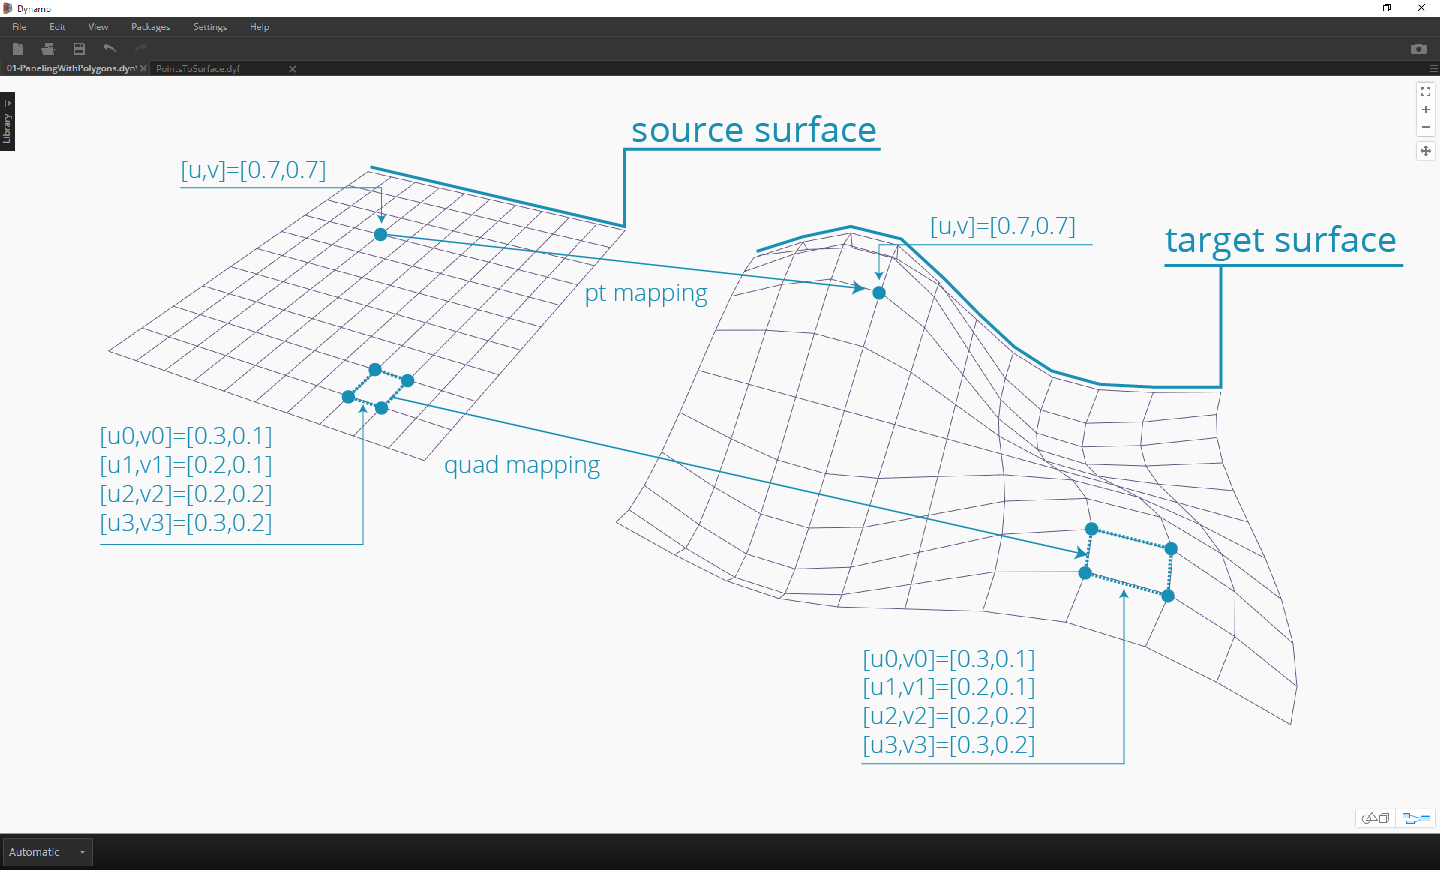 Dynamo
File Edit View Packages Settings Help
01-PanelingWithPolygons.dyn* PointsToSurface.dyf
Library
source surface
[u,v]=[0.7,0.7]
[u,v]=[0.7,0.7]
target surface
pt mapping
[u0,v0]=[0.3,0.1]
[u1,v1]=[0.2,0.1]
[u2,v2]=[0.2,0.2]
[u3,v3]=[0.3,0.2]
quad mapping
[u0,v0]=[0.3,0.1]
[u1,v1]=[0.2,0.1]
[u2,v2]=[0.2,0.2]
[u3,v3]=[0.3,0.2]
Automatic